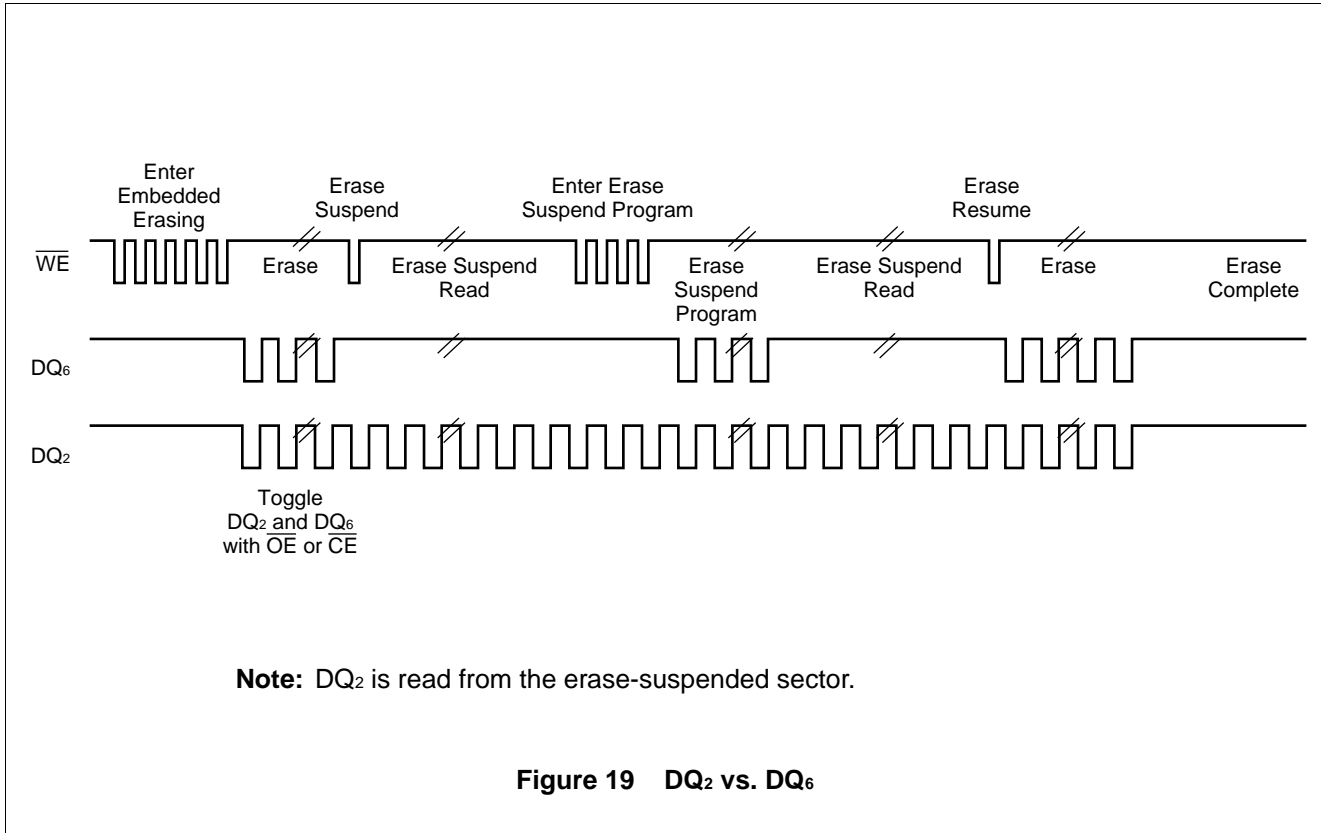 Enter
Embedded
Erasing
Erase
Suspend
Enter Erase
Suspend Program
Erase
Resume
WE
Erase
Erase Suspend
Read
Erase
Suspend
Program
Erase Suspend
Read
Erase
Erase
Complete
DQ6
DQ2
Toggle
DQ2 and DQ6
with OE or CE
Note: DQ2 is read from the erase-suspended sector.
Figure 19 DQ2 vs. DQ6